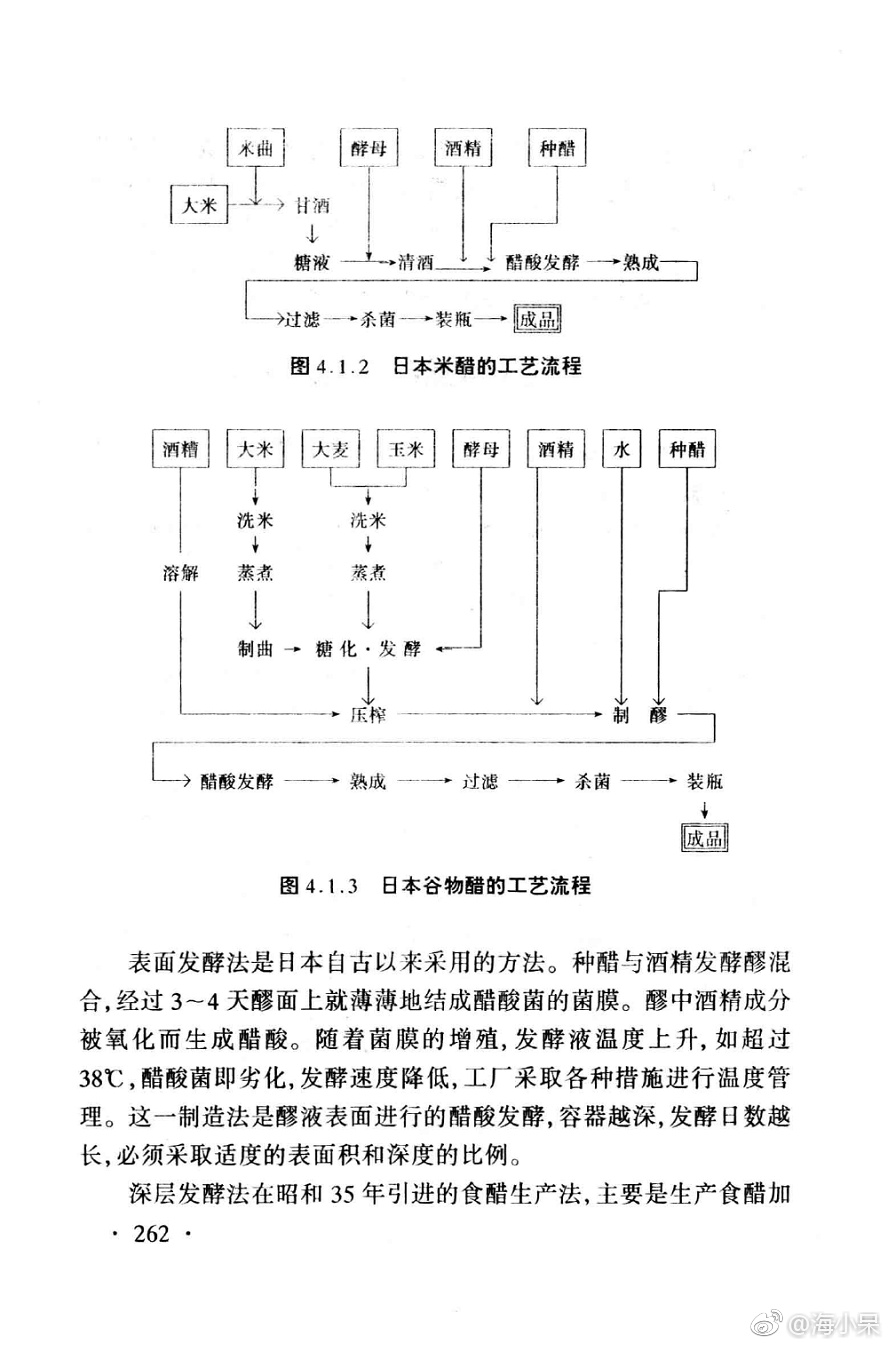 米曲 酵母 酒精 种醋
大米 甘酒
糖液 清酒 醋酸发酵 熟成
过滤 杀菌 装瓶 成品
图 4.1.2 日本米醋的工艺流程
酒糟 大米 大麦 玉米 酵母 酒精 水 种醋
洗米 洗米
溶解 蒸煮 蒸煮
制曲 糖化·发酵
压榨 制醪
醋酸发酵 熟成 过滤 杀菌 装瓶
成品
图 4.1.3 日本谷物醋的工艺流程
表面发酵法是日本自古以来采用的方法。种醋与酒精发酵醪混
合,经过 3~4 天醪面上就薄薄地结成醋酸菌的菌膜。醪中酒精成分
被氧化而生成醋酸。随着菌膜的增殖,发酵液温度上升,如超过
38℃,醋酸菌即劣化,发酵速度降低,工厂采取各种措施进行温度管
理。这一制造法是醪液表面进行的醋酸发酵,容器越深,发酵日数越
长,必须采取适度的表面积和深度的比例。
深层发酵法在昭和 35 年引进的食醋生产法,主要是生产食醋加
· 262 ·
@海小呆